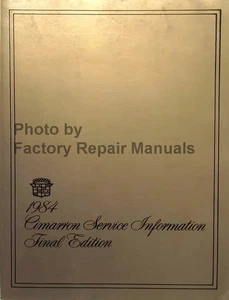 Photo by
Factory Repair Manuals
1984
Cimarron Service Information
Final Edition